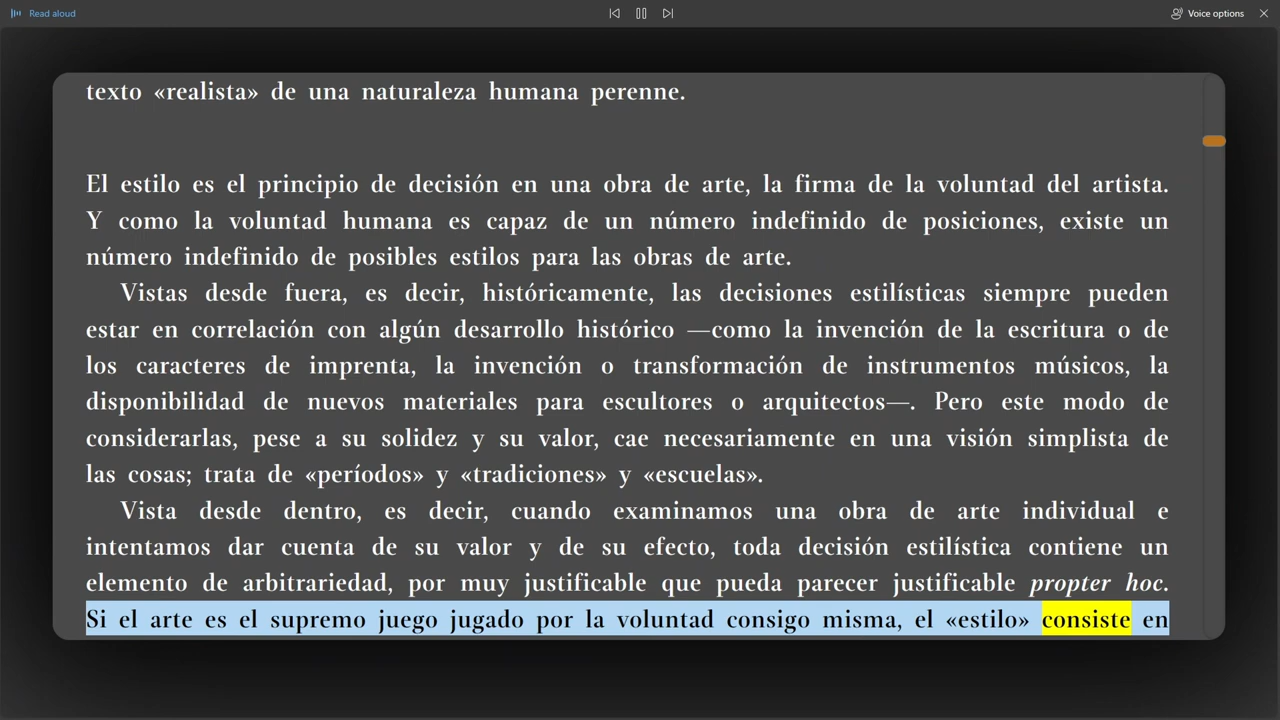 Read aloud
Voice options
texto «realista» de una naturaleza humana perenne.
El estilo es el principio de decisión en una obra de arte, la firma de la voluntad del artista.
Y como la voluntad humana es capaz de un número indefinido de posiciones, existe un
número indefinido de posibles estilos para las obras de arte.
Vistas desde fuera, es decir, históricamente, las decisiones estilísticas siempre pueden
estar en correlación con algún desarrollo histórico —como la invención de la escritura o de
los caracteres de imprenta, la invención o transformación de instrumentos músicos, la
disponibilidad de nuevos materiales para escultores o arquitectos—. Pero este modo de
considerarlas, pese a su solidez y su valor, cae necesariamente en una visión simplista de
las cosas; trata de «períodos» y «tradiciones» y «escuelas».
Vista desde dentro, es decir, cuando examinamos una obra de arte individual e
intentamos dar cuenta de su valor y de su efecto, toda decisión estilística contiene un
elemento de arbitrariedad, por muy justificable que pueda parecer justificable propter hoc.
Si el arte es el supremo juego jugado por la voluntad consigo misma, el «estilo» consiste en